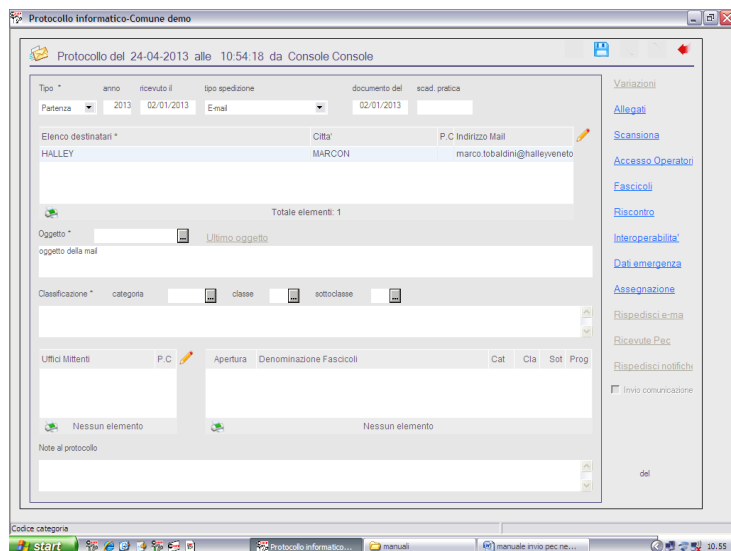 Protocollo informatico-Comune demo
Protocollo del 24-04-2013 alle 10:54:18 da Console Console
Tipo * anno ricevuto il tipo spedizione documento del scad. pratica
Partenza 2013 02/01/2013 E-mail 02/01/2013
Elenco destinatari * Citta' P.C Indirizzo Mail
HALLEY MARCON marco.tobaldini@halleyveneto
Totale elementi: 1
Oggetto * Ultimo oggetto
oggetto della mail
Classificazione * categoria classe sottoclasse
Uffici Mittenti P.C Apertura Denominazione Fascicoli Cat Cla Sot Prog
Nessun elemento Nessun elemento
Note al protocollo
Variazioni
Allegati
Scansiona
Accesso Operatori
Fascicoli
Riscontro
Interoperabilita'
Dati emergenza
Assegnazione
Rispedisci e-ma
Ricevute Pec
Rispedisci notifiche
Invio comunicazione
del
Codice categoria
start Protocollo informatico... manuali manuale invio pec ne... 10.55